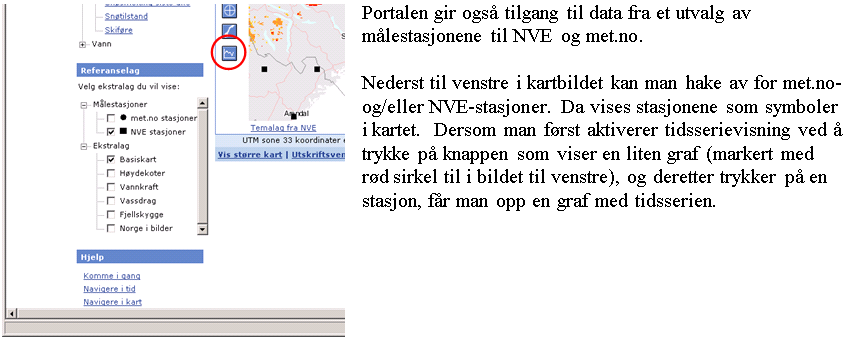 Snøtilstand
Skiføre
Vann
Referanselag
Velg ekstralag du vil vise:
Målestasjoner
met.no stasjoner
NVE stasjoner
Ekstralag
Basiskart
Høydekoter
Vannkraft
Vassdrag
Fjellskygge
Norge i bilder
Hjelp
Komme i gang
Navigere i tid
Navigere i kart
S
Arendal
Temalag fra NVE
UTM sone 33 koordinater
Vis større kart | Utskriftsven
Portalen gir også tilgang til data fra et utvalg av
målestasjonene til NVE og met.no.
Nederst til venstre i kartbildet kan man hake av for met.no-
og/eller NVE-stasjoner. Da vises stasjonene som symboler
i kartet. Dersom man først aktiverer tidsserievisning ved å
trykke på knappen som viser en liten graf (markert med
rød sirkel til i bildet til venstre), og deretter trykker på en
stasjon, får man opp en graf med tidsserien.